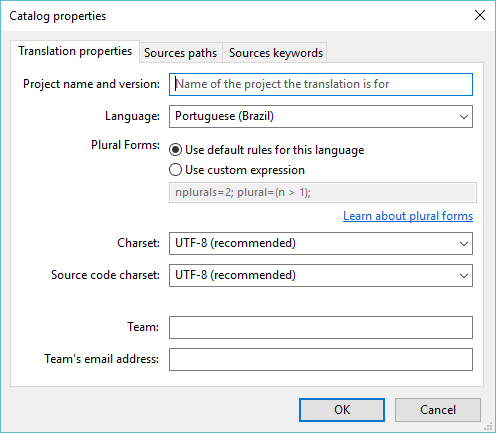 Catalog properties
Translation properties Sources paths Sources keywords
Project name and version: Name of the project the translation is for
Language: Portuguese (Brazil)
Plural Forms: Use default rules for this language
Use custom expression
nplurals=2; plural=(n > 1);
Learn about plural forms
Charset: UTF-8 (recommended)
Source code charset: UTF-8 (recommended)
Team:
Team's email address:
OK Cancel